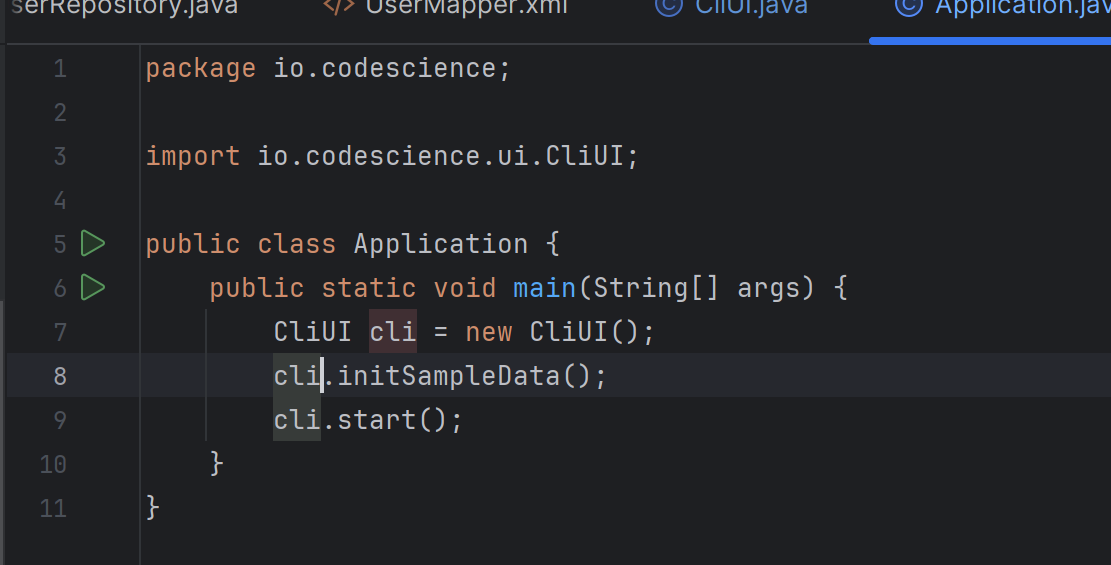 serRepository.java </> UserMapper.xml CliUI.java Application.jav
1 package io.codescience;
2
3 import io.codescience.ui.CliUI;
4
5 public class Application {
6     public static void main(String[] args) {
7         CliUI cli = new CliUI();
8         cli.initSampleData();
9         cli.start();
10     }
11 }